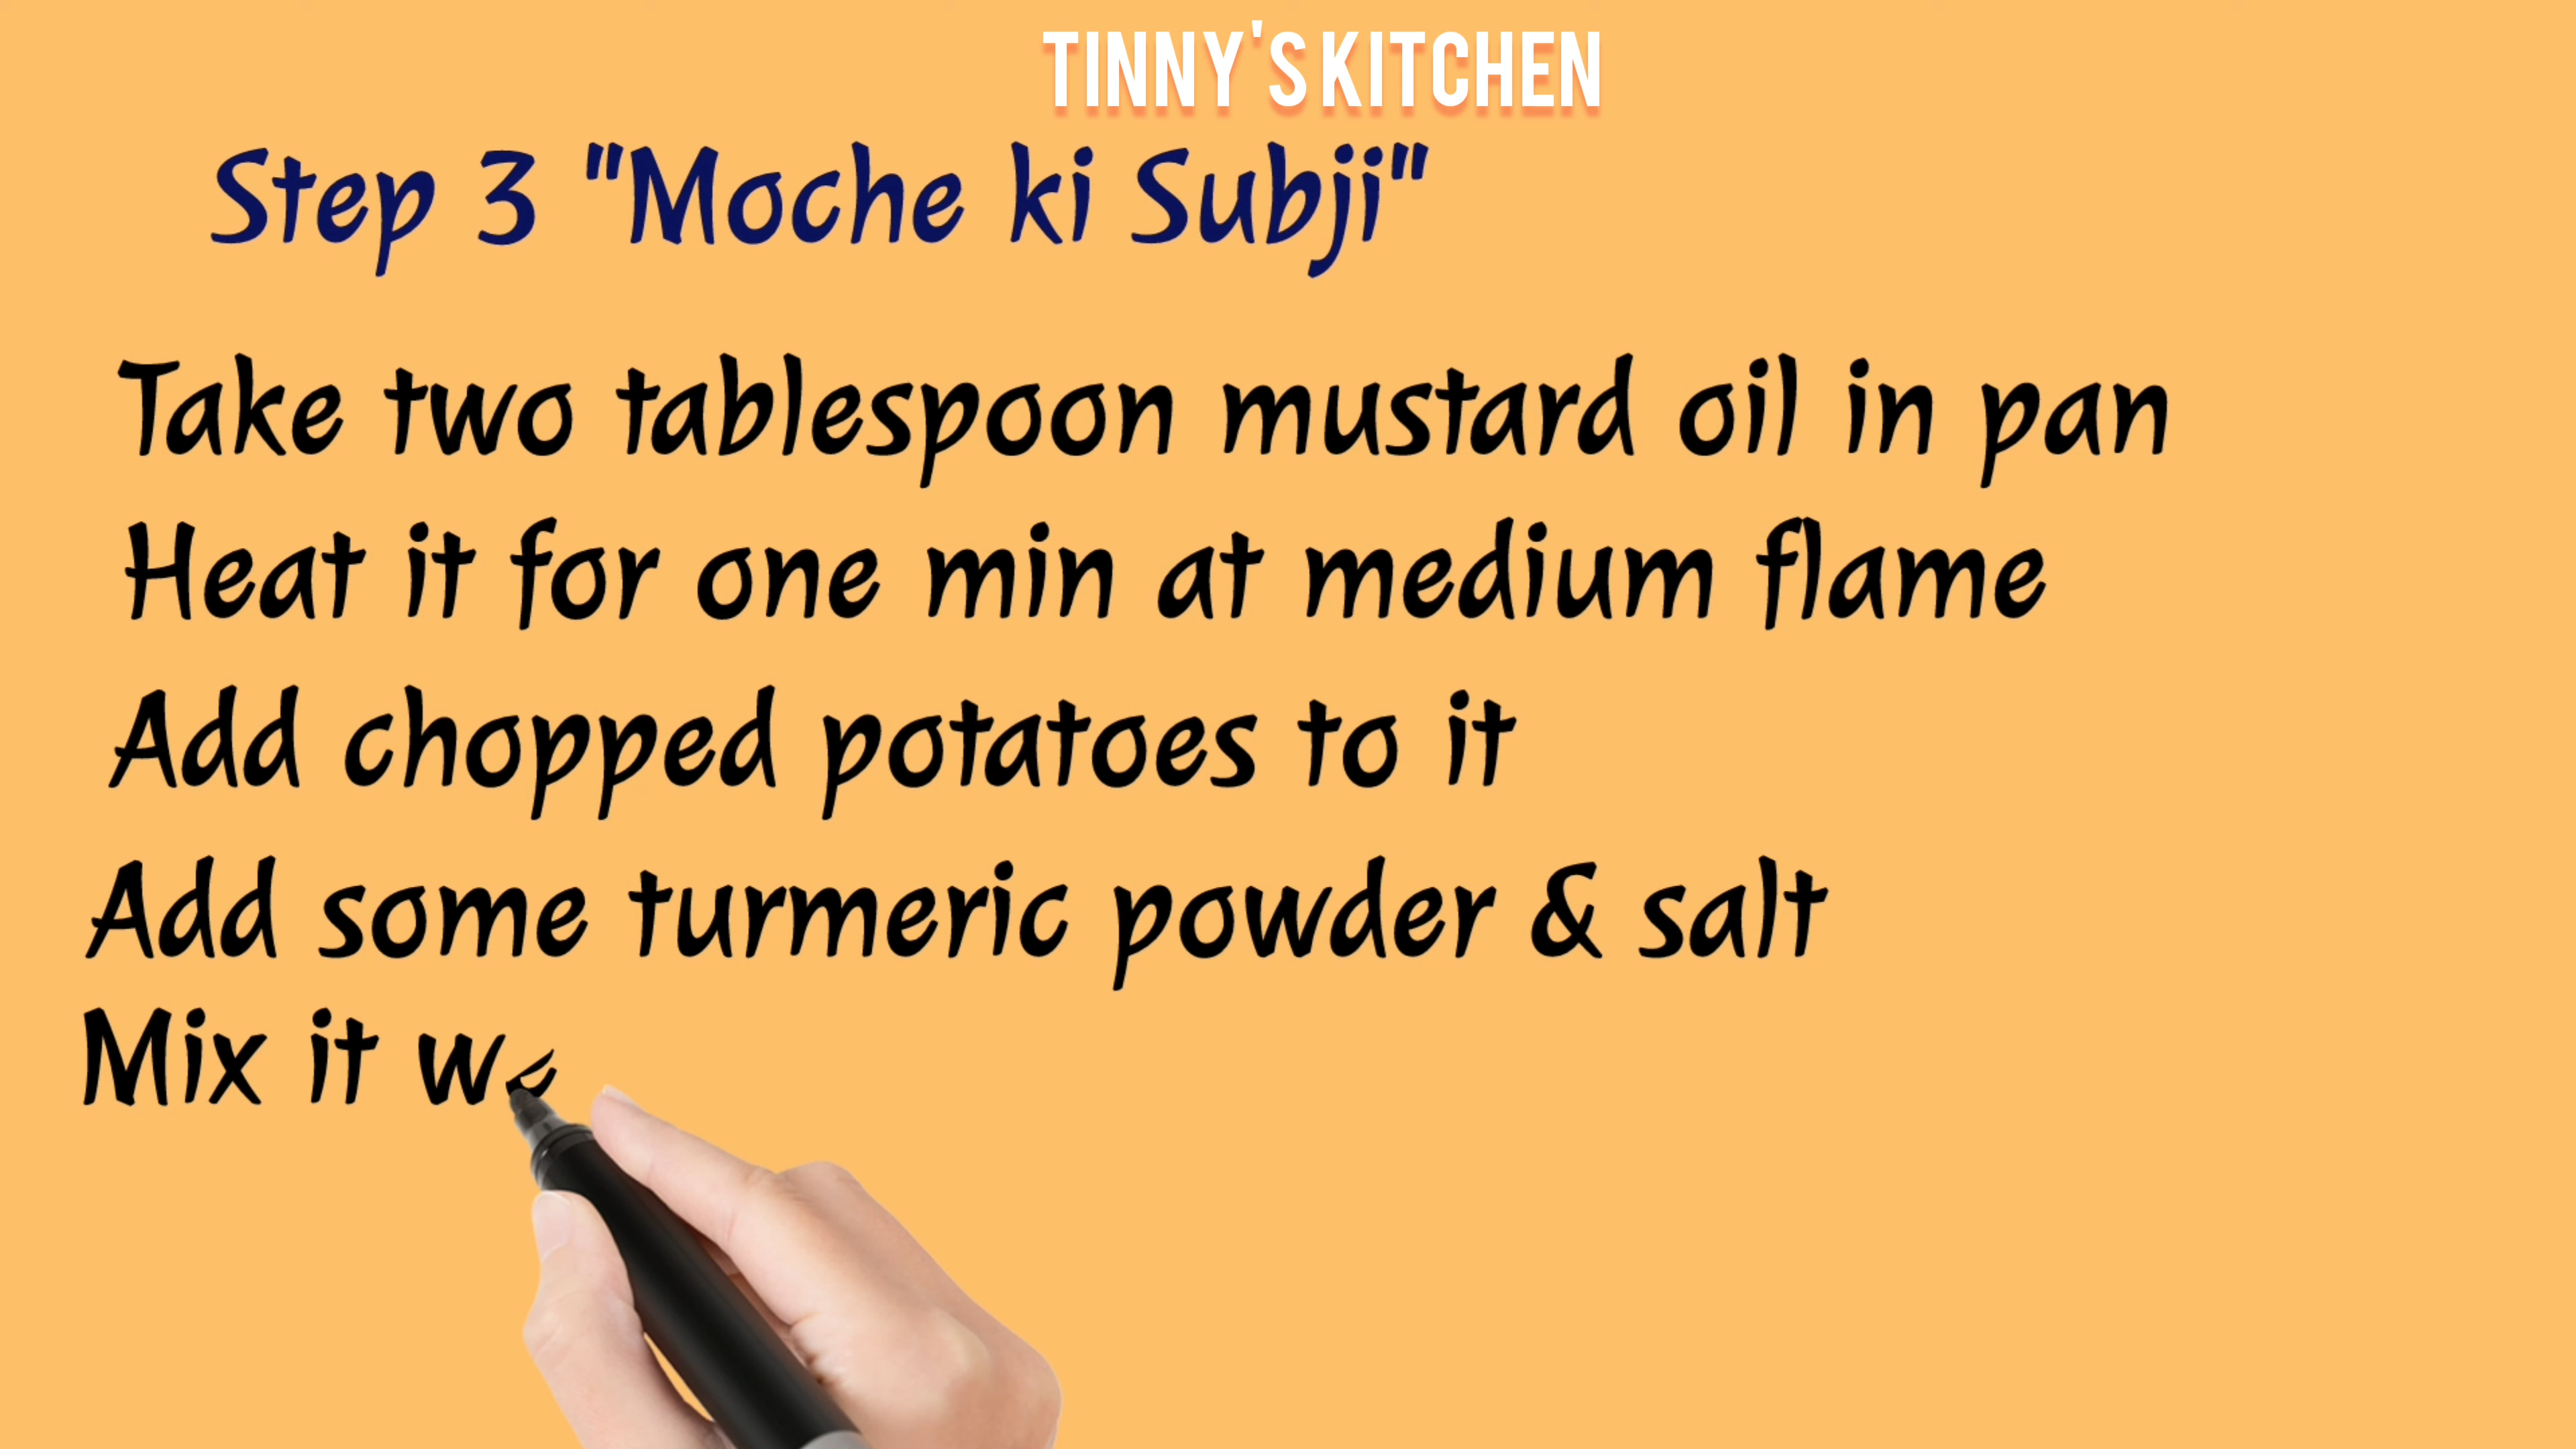 TINNY'S KITCHEN
Step 3 "Moche ki Subji"
Take two tablespoon mustard oil in pan
Heat it for one min at medium flame
Add chopped potatoes to it
Add some turmeric powder & salt
Mix it